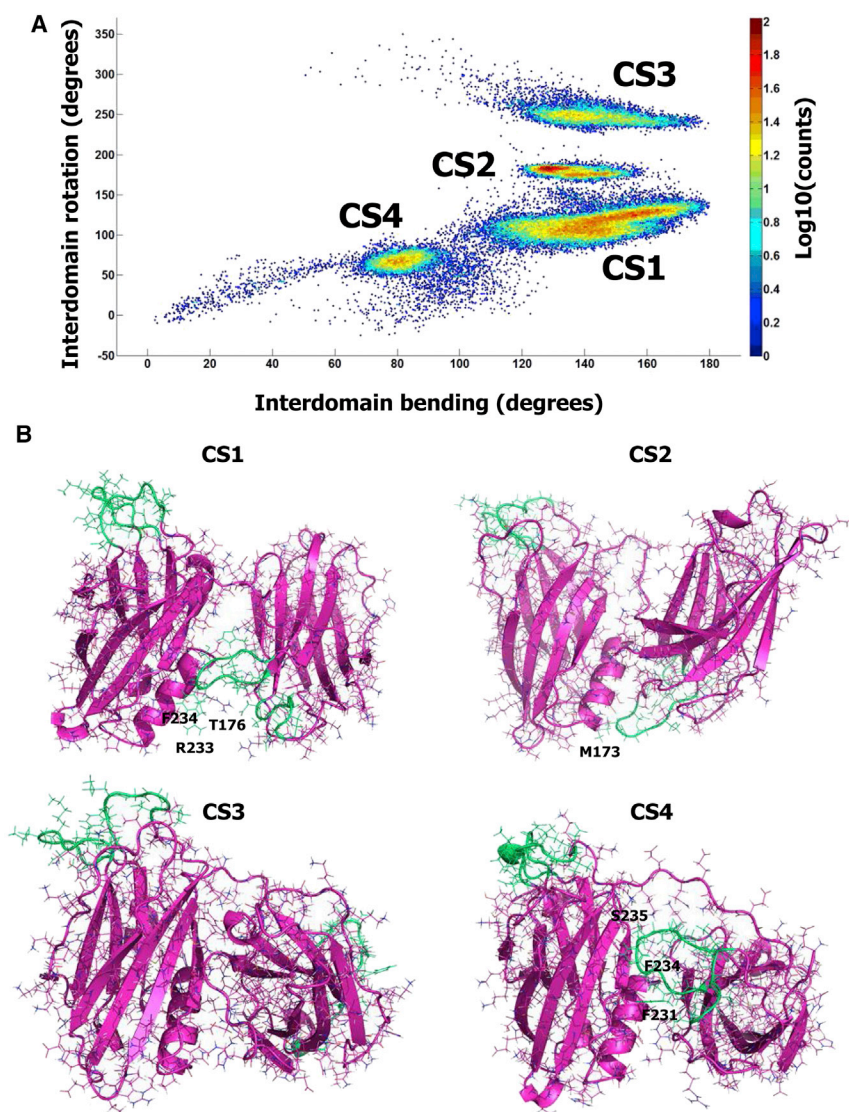 A
Interdomain rotation (degrees)
350
300
250
200
150
100
50
0
-50
0 20 40 60 80 100 120 140 160 180
Interdomain bending (degrees)
CS3
CS2
CS4
CS1
2
1.8
1.6
1.4
1.2
1
0.8
0.6
0.4
0.2
0
Log10(counts)
B
CS1
F234
T176
R233
CS2
M173
CS3
CS4
S235
F234
F231